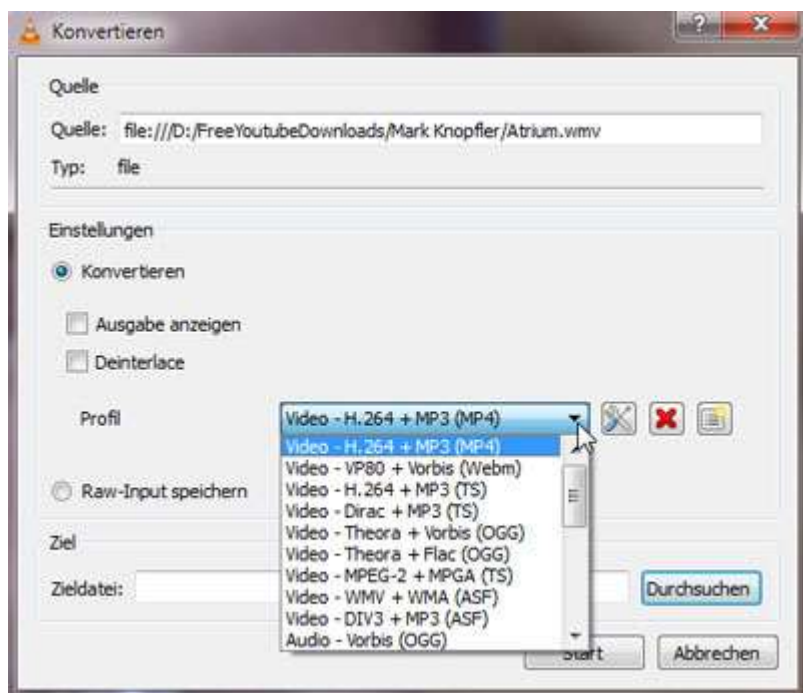 Konvertieren
Quelle
Quelle: file:///D:/FreeYoutubeDownloads/Mark Knopfler/Atrium.wmv
Typ: file
Einstellungen
Konvertieren
Ausgabe anzeigen
Deinterlace
Profil Video - H.264 + MP3 (MP4)
Video - H.264 + MP3 (MP4)
Video - VP80 + Vorbis (Webm)
Video - H.264 + MP3 (TS)
Video - Dirac + MP3 (TS)
Video - Theora + Vorbis (OGG)
Video - Theora + Flac (OGG)
Video - MPEG-2 + MPGA (TS)
Video - WMV + WMA (ASF)
Video - DIV3 + MP3 (ASF)
Audio - Vorbis (OGG)
Raw-Input speichern
Ziel
Zieldatei: Durchsuchen
Start Abbrechen